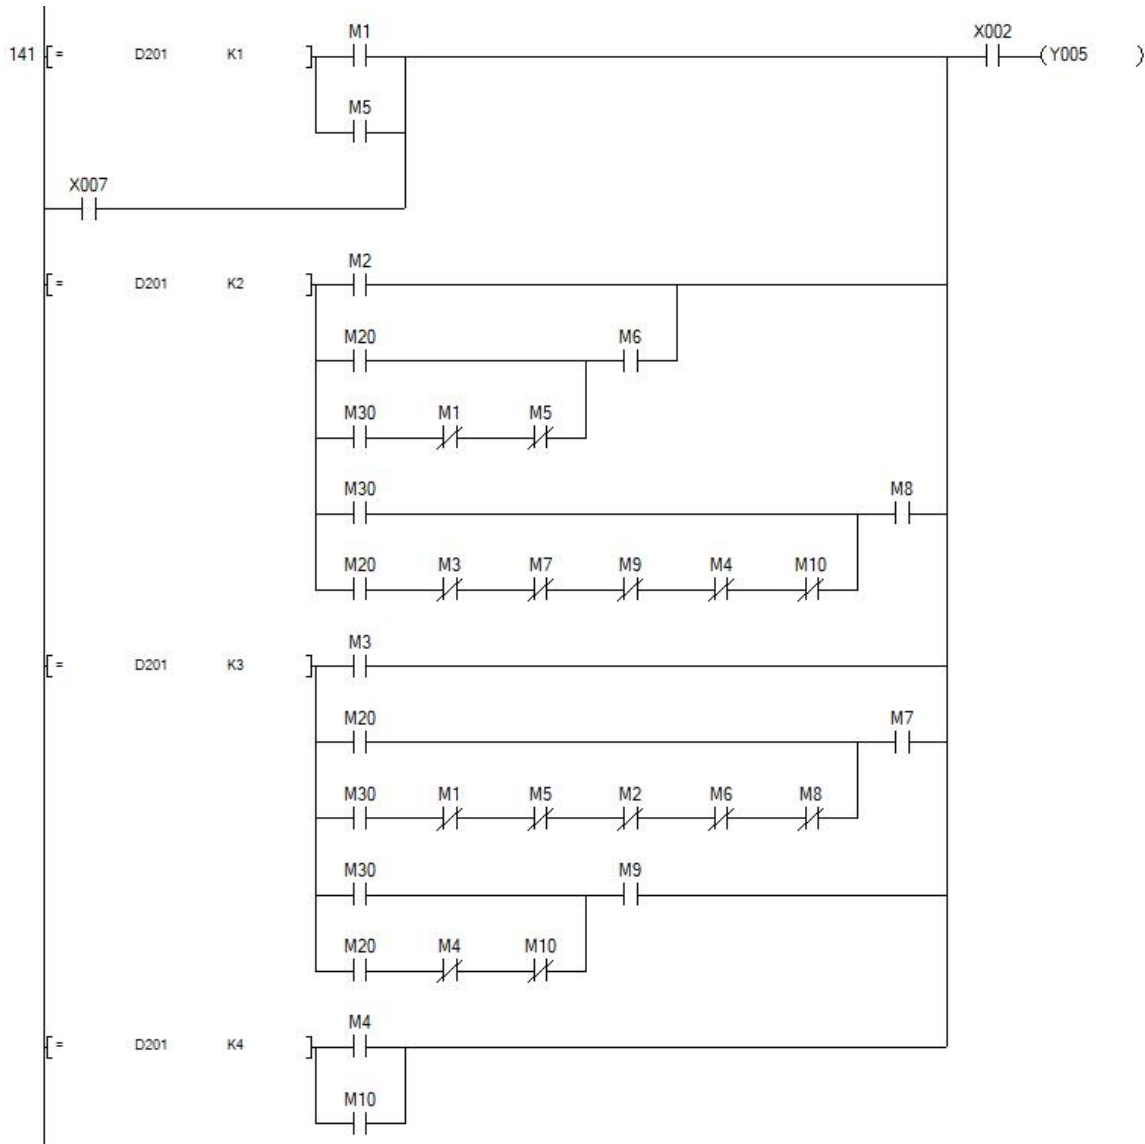 M1 X002
141 [= D201 K1 ] (Y005 )
M5
X007
M2
[= D201 K2 ]
M20 M6
M30 M1 M5
M30 M8
M20 M3 M7 M9 M4 M10
M3
[= D201 K3 ]
M20 M7
M30 M1 M5 M2 M6 M8
M30 M9
M20 M4 M10
M4
[= D201 K4 ]
M10